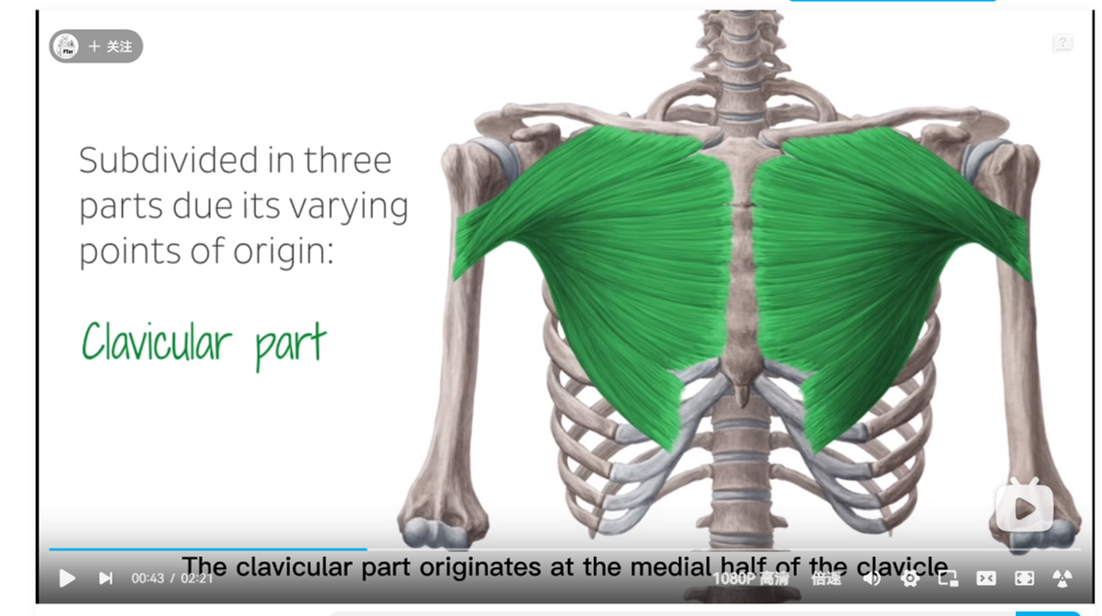 关注
Subdivided in three
parts due its varying
points of origin:
Clavicular part
The clavicular part originates at the medial half of the clavicle
00:43 / 02:21
1080P 高清
倍速